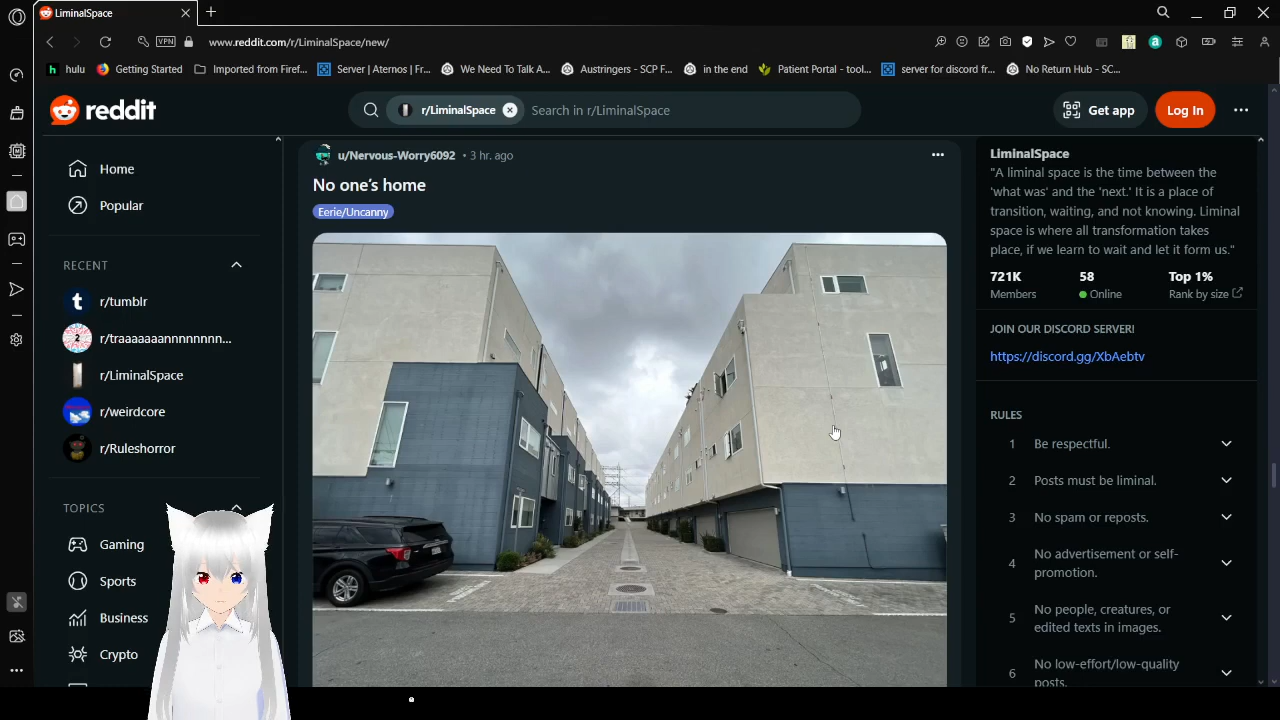 LiminalSpace
VPN
www.reddit.com/r/LiminalSpace/new/
hulu
Getting Started
Imported from Firef...
Server | Aternos | Fr...
We Need To Talk A...
Austringers - SCP F...
in the end
Patient Portal - tool...
server for discord fr...
No Return Hub - SC...
reddit
r/LiminalSpace
Search in r/LiminalSpace
Get app
Log In
Home
Popular
RECENT
r/tumblr
r/traaaaaaannnnnnnn...
r/LiminalSpace
r/weirdcore
r/Ruleshorror
TOPICS
Gaming
Sports
Business
Crypto
u/Nervous-Worry6092 • 3 hr. ago
No one's home
Eerie/Uncanny
LiminalSpace
"A liminal space is the time between the
'what was' and the 'next.' It is a place of
transition, waiting, and not knowing. Liminal
space is where all transformation takes
place, if we learn to wait and let it form us."
721K 58 Top 1%
Members Online Rank by size
JOIN OUR DISCORD SERVER!
https://discord.gg/XbAebtv
RULES
1 Be respectful.
2 Posts must be liminal.
3 No spam or reposts.
4 No advertisement or self-
promotion.
5 No people, creatures, or
edited texts in images.
6 No low-effort/low-quality
posts.